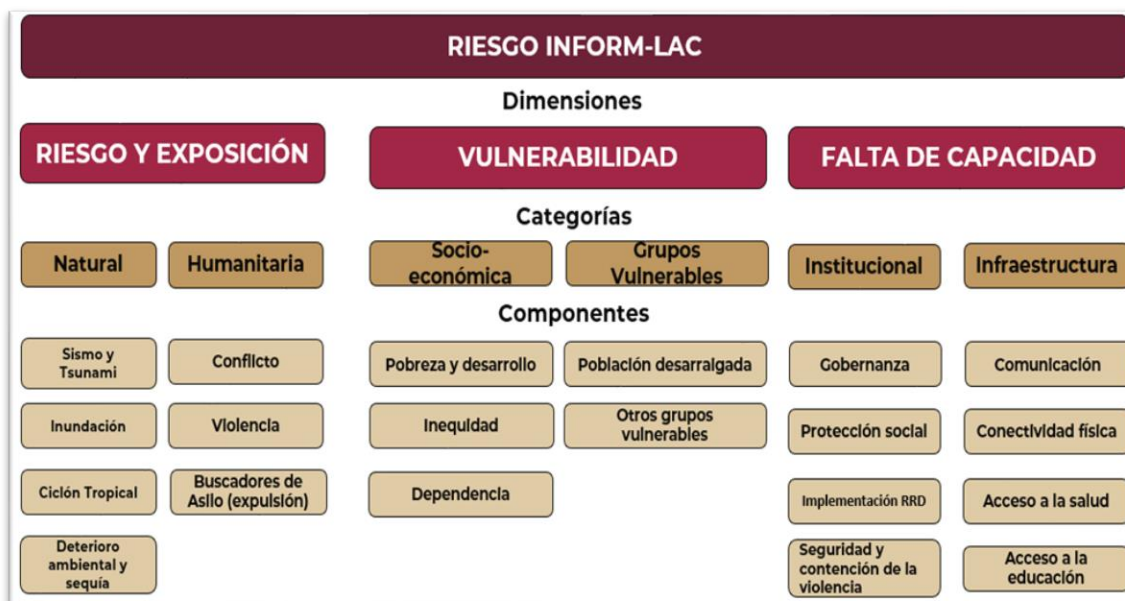 RIESGO INFORM-LAC
Dimensiones
RIESGO Y EXPOSICIÓN
VULNERABILIDAD
FALTA DE CAPACIDAD
Categorías
Natural
Humanitaria
Socio-
económica
Grupos
Vulnerables
Institucional
Infraestructura
Componentes
Sismo y
Tsunami
Conflicto
Pobreza y desarrollo
Población desarraigada
Gobernanza
Comunicación
Inundación
Violencia
Inequidad
Otros grupos
vulnerables
Protección social
Conectividad física
Ciclón Tropical
Buscadores de
Asilo (expulsión)
Dependencia
Implementación RRD
Acceso a la salud
Deterioro
ambiental y
sequía
Seguridad y
contención de la
violencia
Acceso a la
educación